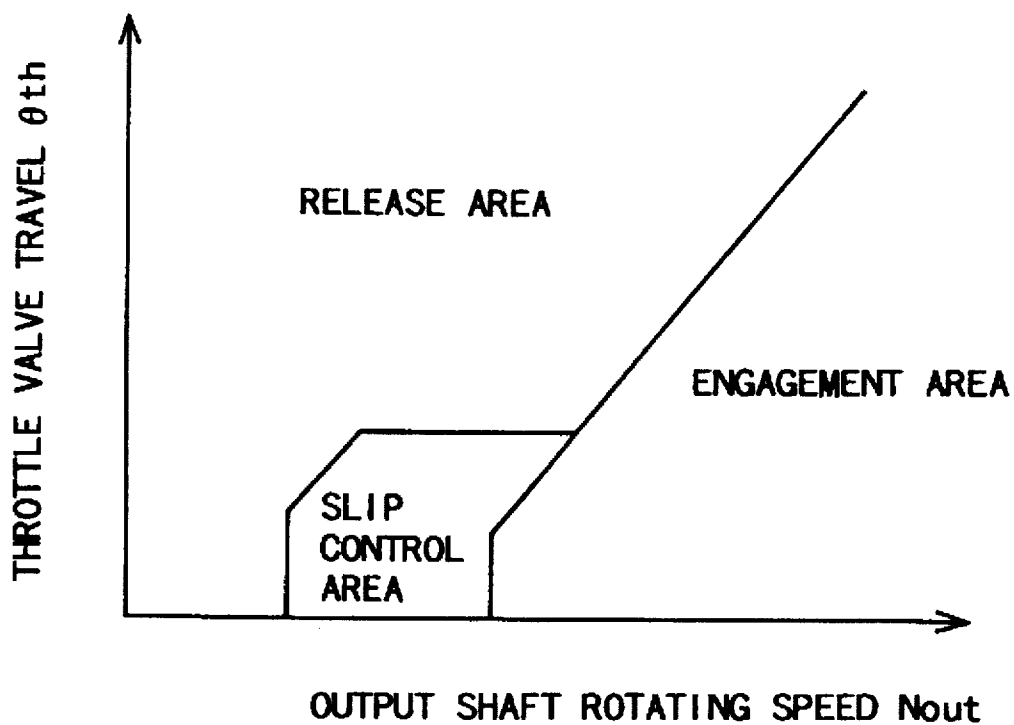 THROTTLE VALVE TRAVEL θth
RELEASE AREA
ENGAGEMENT AREA
SLIP
CONTROL
AREA
OUTPUT SHAFT ROTATING SPEED Nout